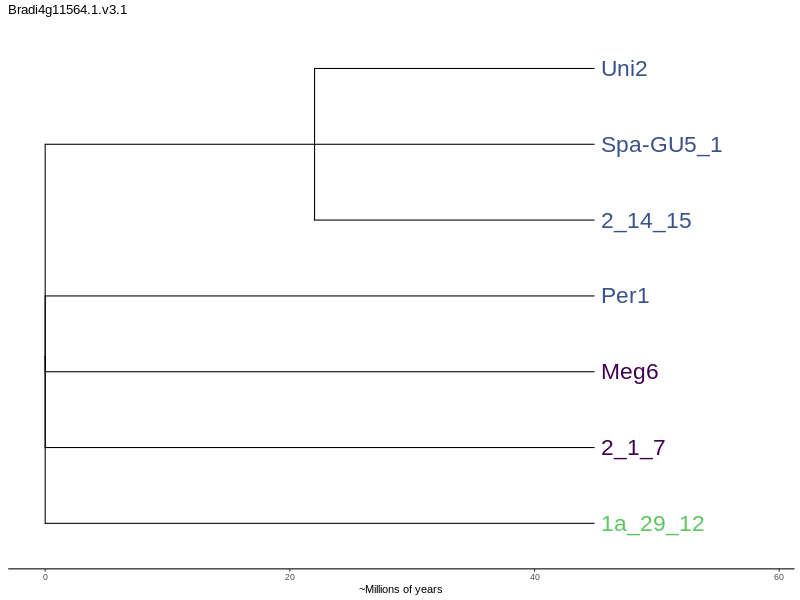 Bradi4g11564.1.v3.1
Uni2
Spa-GU5_1
2_14_15
Per1
Meg6
2_1_7
1a_29_12
0 20 40 60
~Millions of years